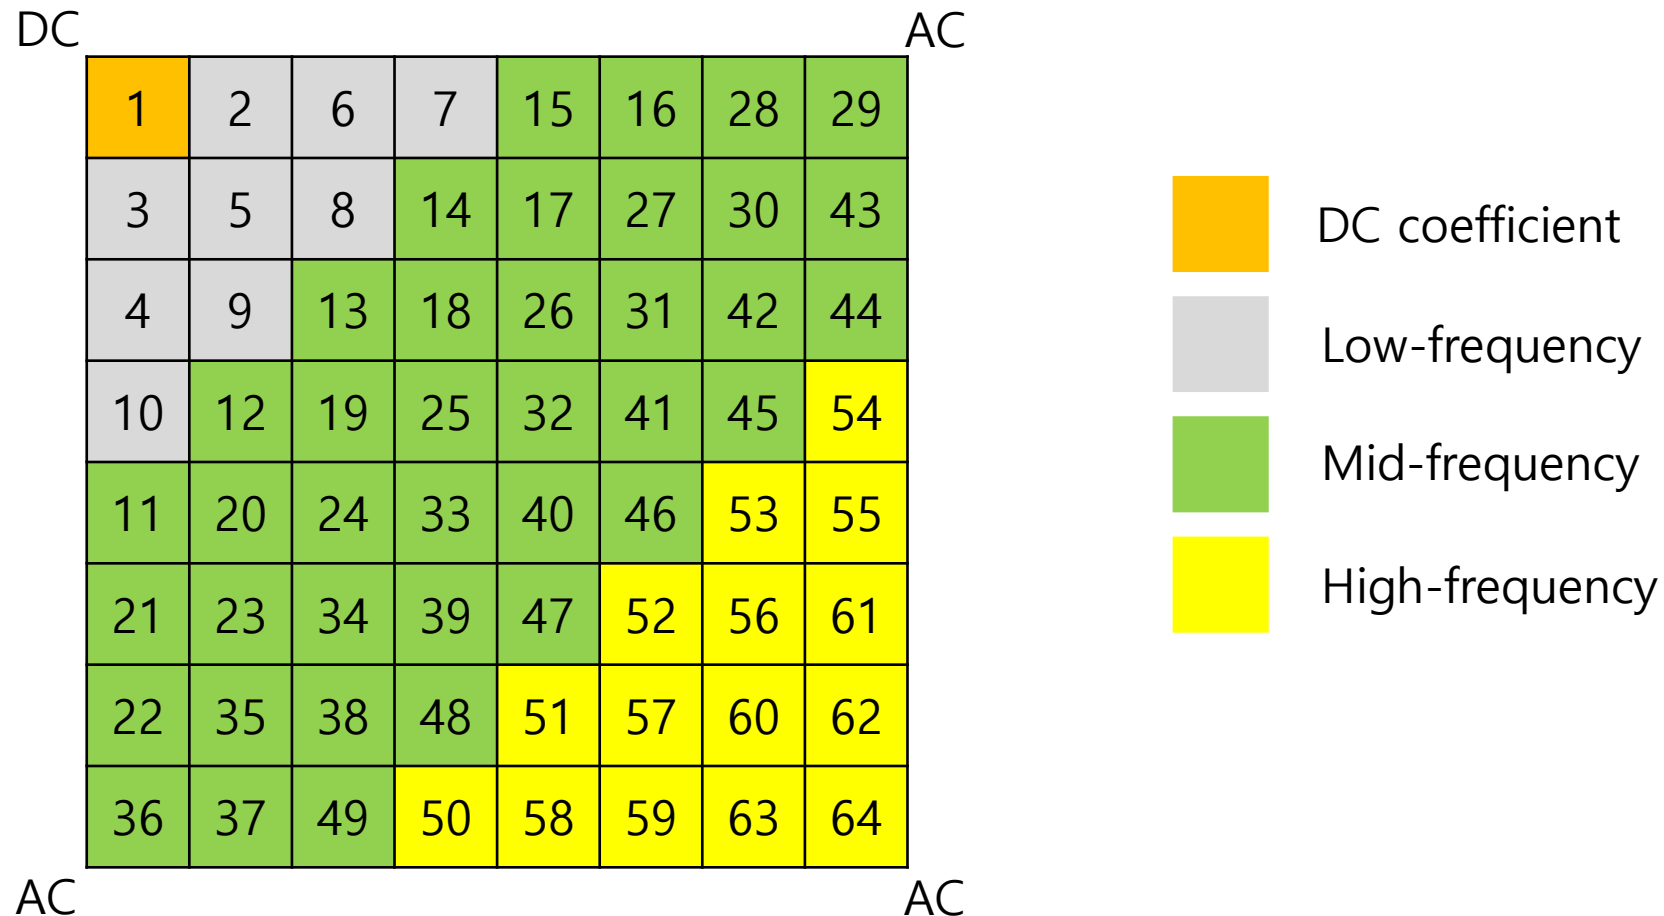 DC AC
1 2 6 7 15 16 28 29
3 5 8 14 17 27 30 43
4 9 13 18 26 31 42 44
10 12 19 25 32 41 45 54
11 20 24 33 40 46 53 55
21 23 34 39 47 52 56 61
22 35 38 48 51 57 60 62
36 37 49 50 58 59 63 64
AC AC
DC coefficient
Low-frequency
Mid-frequency
High-frequency